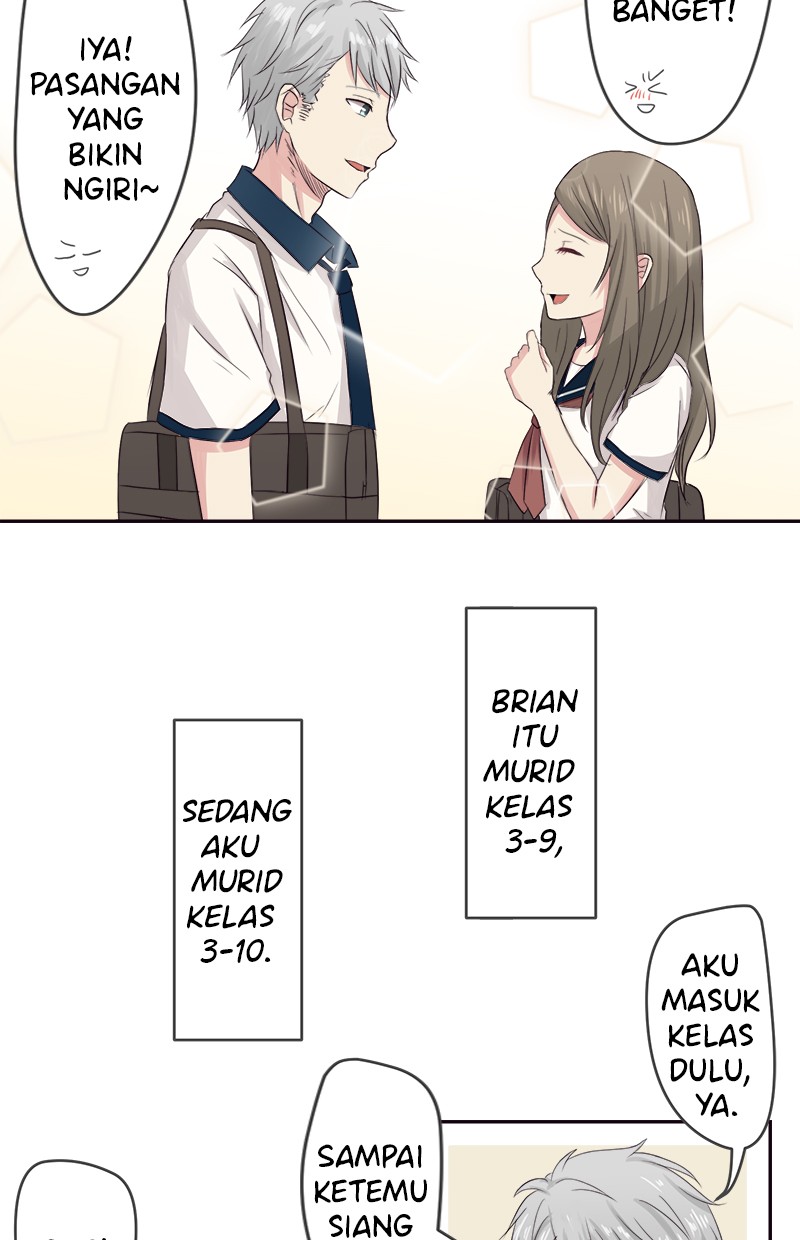 BANGET!
IYA!
PASANGAN
YANG
BIKIN
NGIRI~
BRIAN
ITU
MURID
KELAS
3-9,
SEDANG
AKU
MURID
KELAS
3-10.
AKU
MASUK
KELAS
DULU,
YA.
SAMPAI
KETEMU
SIANG